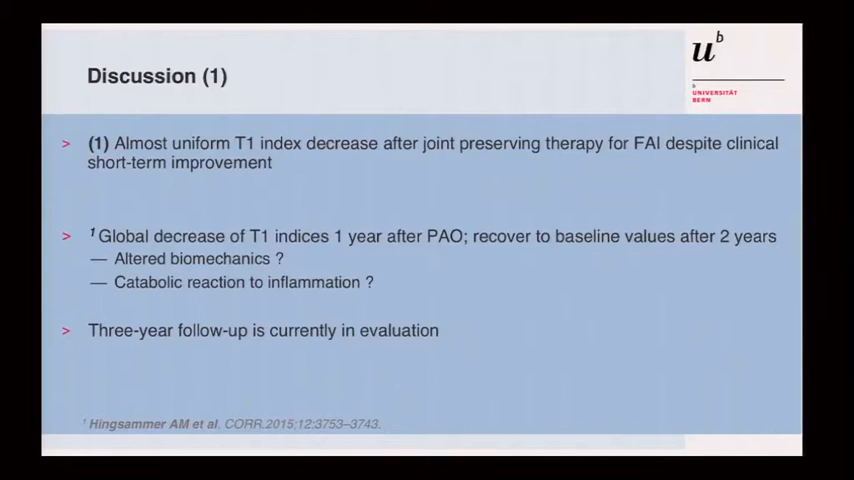 Discussion (1)
u b
b
UNIVERSITÄT
BERN
> (1) Almost uniform T1 index decrease after joint preserving therapy for FAI despite clinical
short-term improvement
> 1 Global decrease of T1 indices 1 year after PAO; recover to baseline values after 2 years
— Altered biomechanics ?
— Catabolic reaction to inflammation ?
> Three-year follow-up is currently in evaluation
1 Hingsammer AM et al. CORR.2015;12:3753–3743.